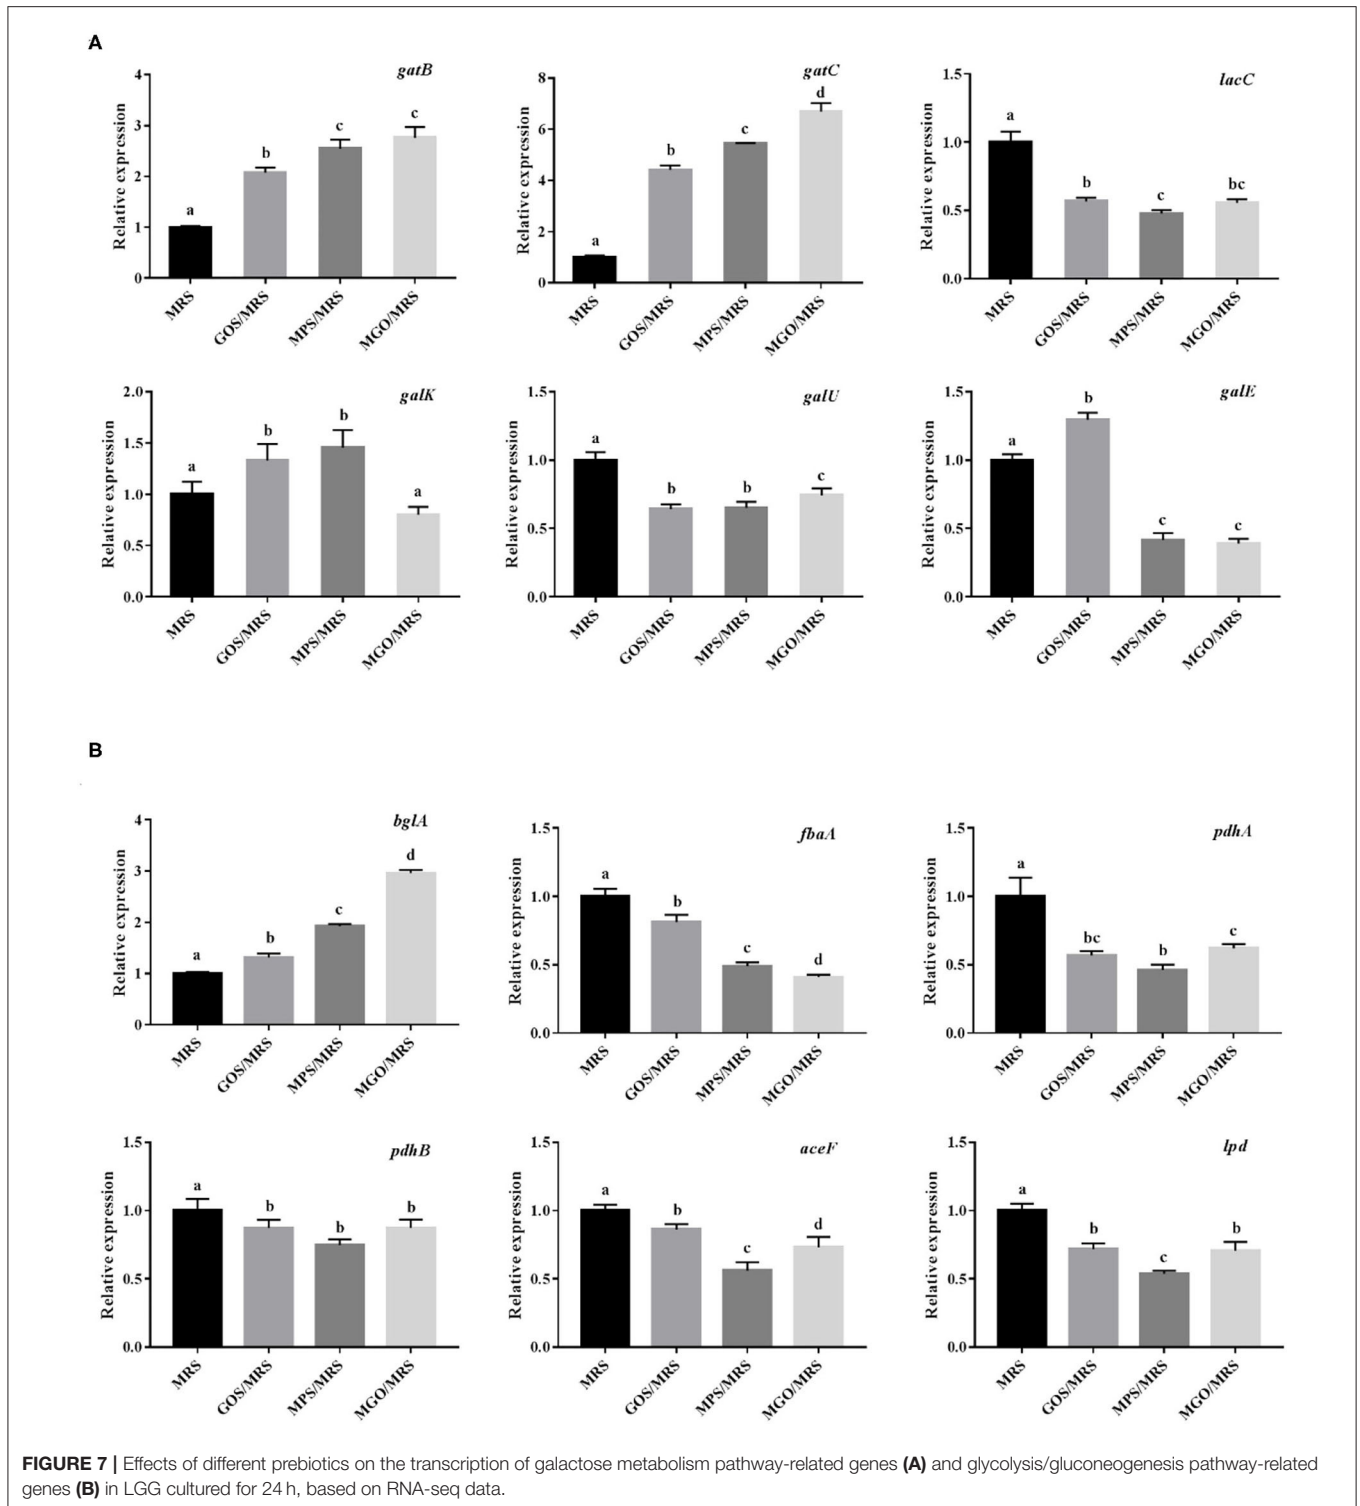 A
gatB
4
3
2
1
0
Relative expression
a
b
c
c
MRS
GOS/MRS
MPS/MRS
MGO/MRS
gatC
8
6
4
2
0
Relative expression
a
b
c
d
MRS
GOS/MRS
MPS/MRS
MGO/MRS
lacC
1.5
1.0
0.5
0.0
Relative expression
a
b
c
bc
MRS
GOS/MRS
MPS/MRS
MGO/MRS
galK
2.0
1.5
1.0
0.5
0.0
Relative expression
a
b
b
a
MRS
GOS/MRS
MPS/MRS
MGO/MRS
galU
1.5
1.0
0.5
0.0
Relative expression
a
b
b
c
MRS
GOS/MRS
MPS/MRS
MGO/MRS
galE
1.5
1.0
0.5
0.0
Relative expression
a
b
c
c
MRS
GOS/MRS
MPS/MRS
MGO/MRS
B
bglA
4
3
2
1
0
Relative expression
a
b
c
d
MRS
GOS/MRS
MPS/MRS
MGO/MRS
fbaA
1.5
1.0
0.5
0.0
Relative expression
a
b
c
d
MRS
GOS/MRS
MPS/MRS
MGO/MRS
pdhA
1.5
1.0
0.5
0.0
Relative expression
a
bc
b
c
MRS
GOS/MRS
MPS/MRS
MGO/MRS
pdhB
1.5
1.0
0.5
0.0
Relative expression
a
b
b
b
MRS
GOS/MRS
MPS/MRS
MGO/MRS
aceF
1.5
1.0
0.5
0.0
Relative expression
a
b
c
d
MRS
GOS/MRS
MPS/MRS
MGO/MRS
lpd
1.5
1.0
0.5
0.0
Relative expression
a
b
c
b
MRS
GOS/MRS
MPS/MRS
MGO/MRS
FIGURE 7 | Effects of different prebiotics on the transcription of galactose metabolism pathway-related genes (A) and glycolysis/gluconeogenesis pathway-related
genes (B) in LGG cultured for 24 h, based on RNA-seq data.